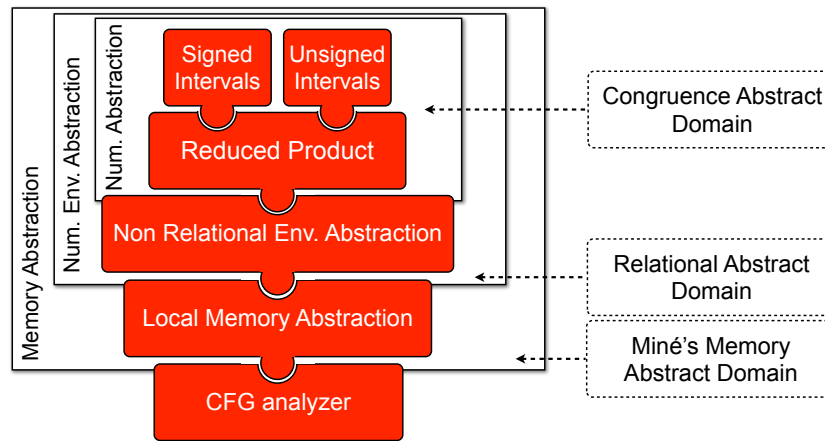 Memory Abstraction
Num. Env. Abstraction
Num. Abstraction
Signed
Intervals
Unsigned
Intervals
Reduced Product
Non Relational Env. Abstraction
Local Memory Abstraction
CFG analyzer
Congruence Abstract
Domain
Relational Abstract
Domain
Miné's Memory
Abstract Domain